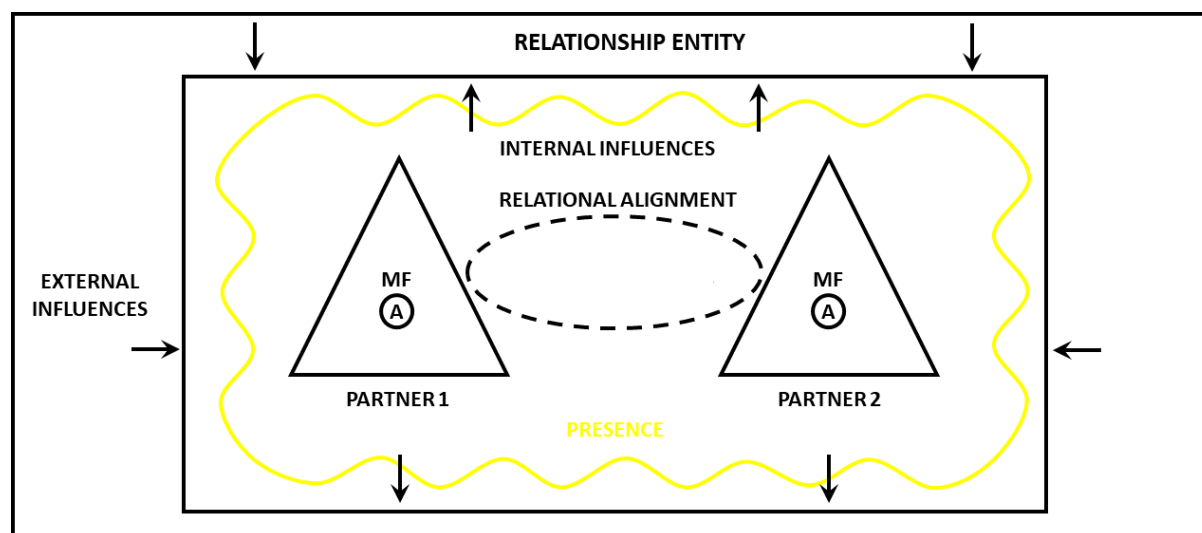 RELATIONSHIP ENTITY
INTERNAL INFLUENCES
RELATIONAL ALIGNMENT
EXTERNAL
INFLUENCES
MF
A
MF
A
PARTNER 1
PARTNER 2
PRESENCE